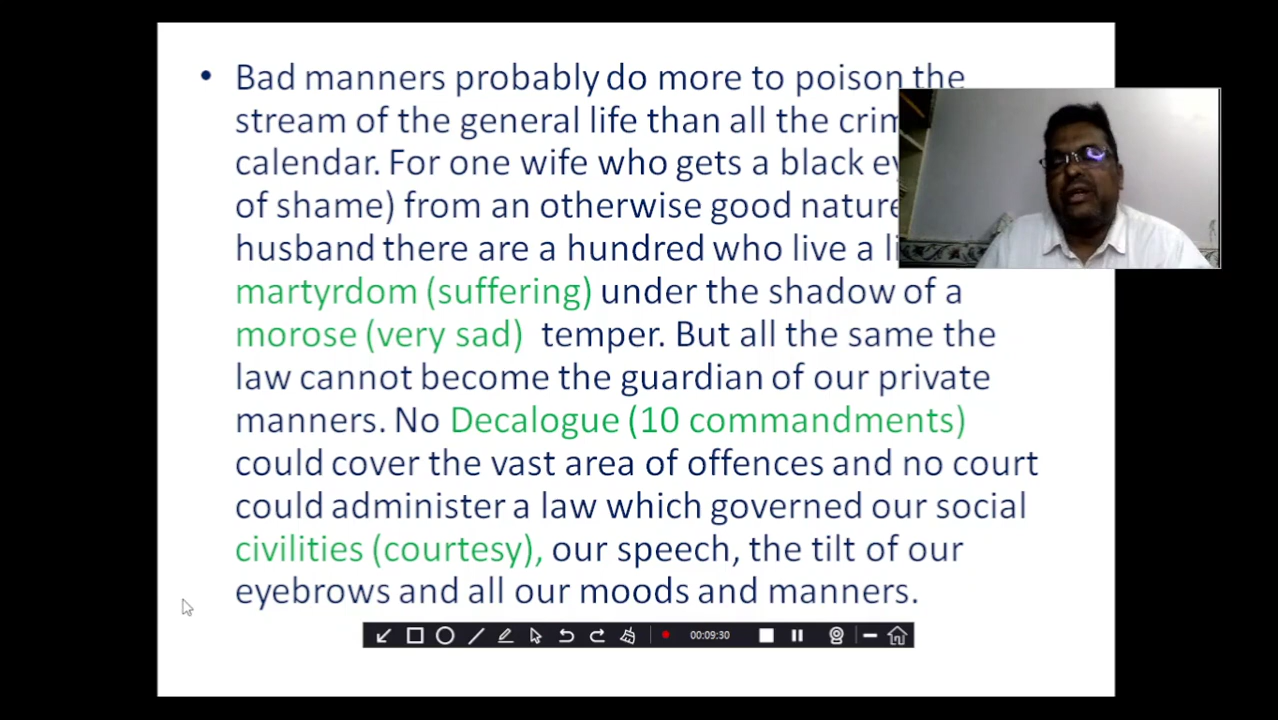 • Bad manners probably do more to poison the
stream of the general life than all the
calendar. For one wife who gets a black
of shame) from an otherwise good
husband there are a hundred who live a
martyrdom (suffering) under the shadow of a
morose (very sad) temper. But all the same the
law cannot become the guardian of our private
manners. No Decalogue (10 commandments)
could cover the vast area of offences and no court
could administer a law which governed our social
civilities (courtesy), our speech, the tilt of our
eyebrows and all our moods and manners.
00:09:30